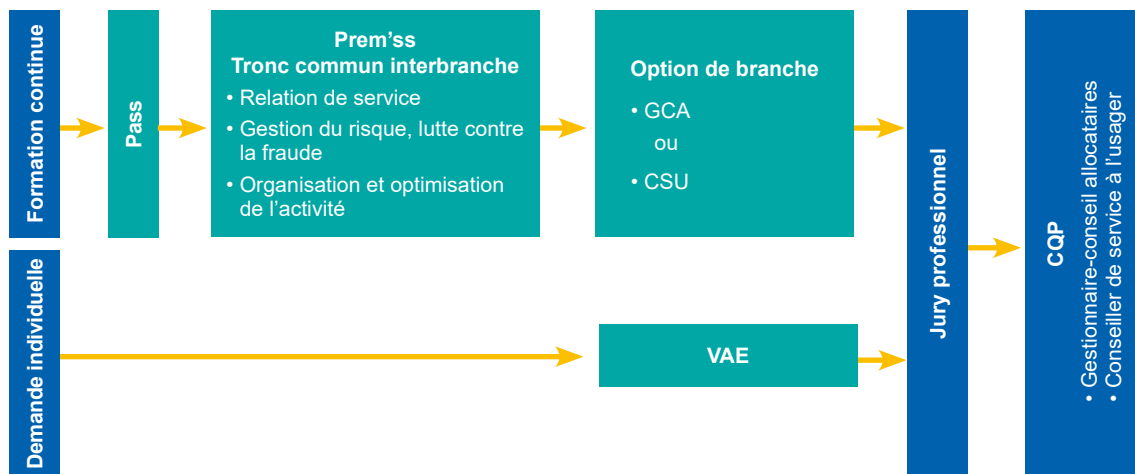 Formation continue
Pass
Prem'ss
Tronc commun interbranche
• Relation de service
• Gestion du risque, lutte contre
la fraude
• Organisation et optimisation
de l'activité
Option de branche
• GCA
ou
• CSU
Demande individuelle
VAE
Jury professionnel
CQP
• Gestionnaire-conseil allocataires
• Conseiller de service à l'usager